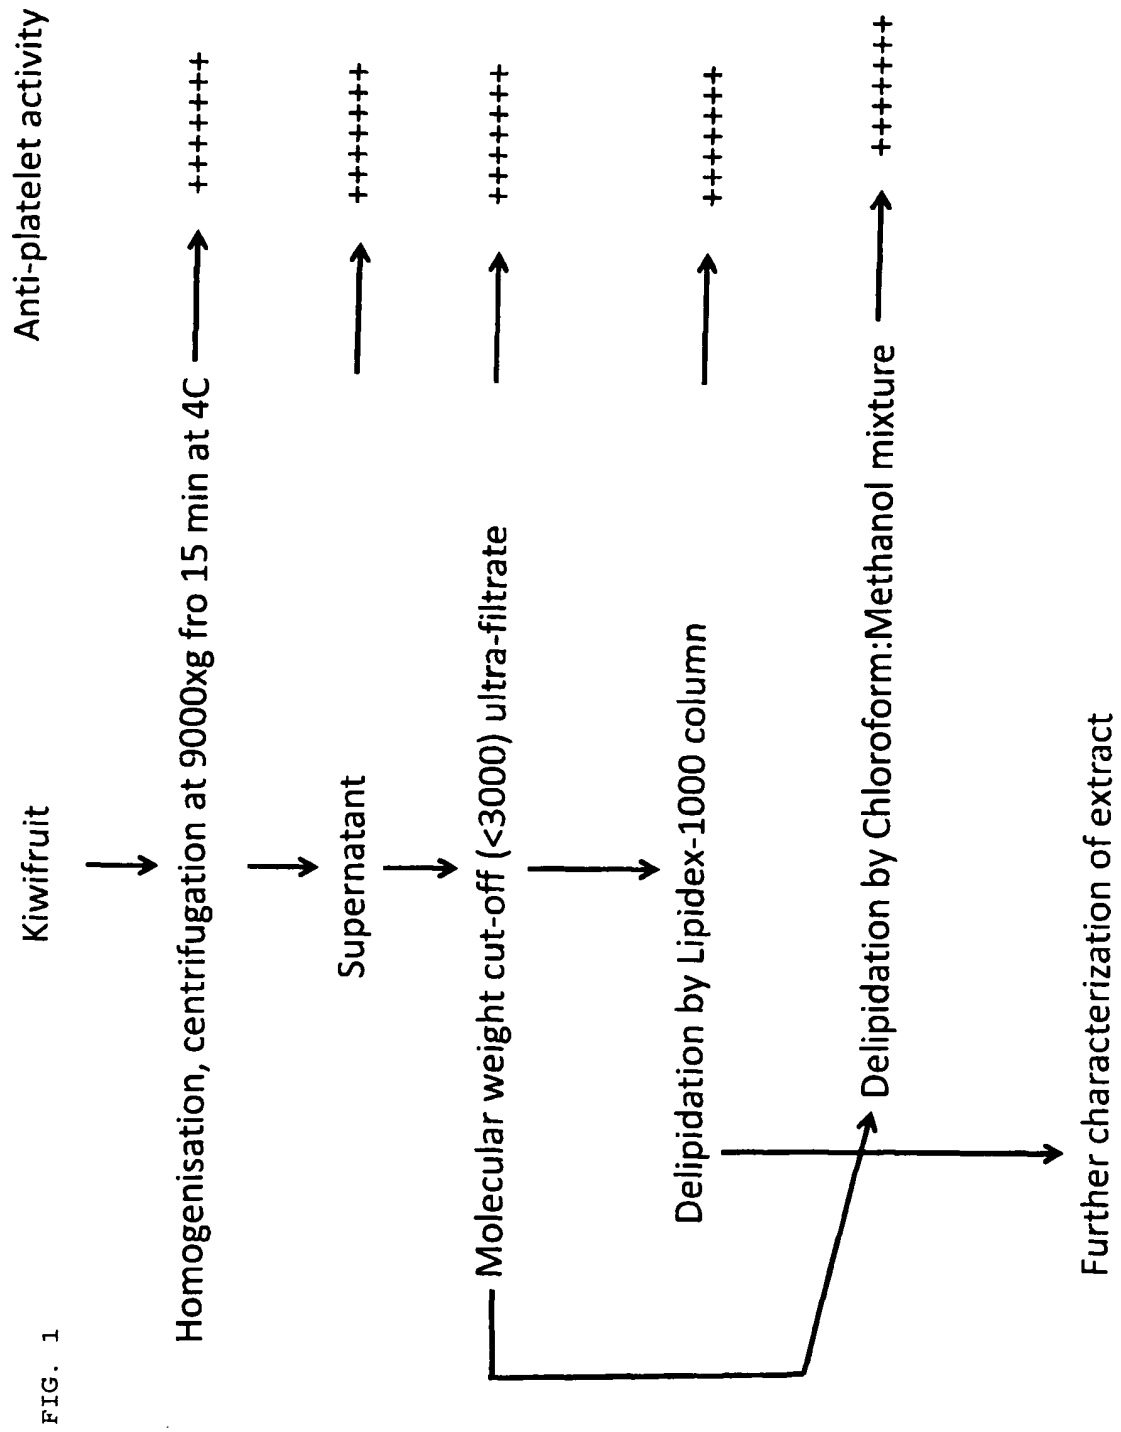 FIG. 1
Kiwifruit
Anti-platelet activity
Homogenisation, centrifugation at 9000xg fro 15 min at 4C
+++++++
Supernatant
+++++++
Molecular weight cut-off (<3000) ultra-filtrate
+++++++
Delipidation by Lipidex-1000 column
+++++++
Delipidation by Chloroform:Methanol mixture
+++++++
Further characterization of extract